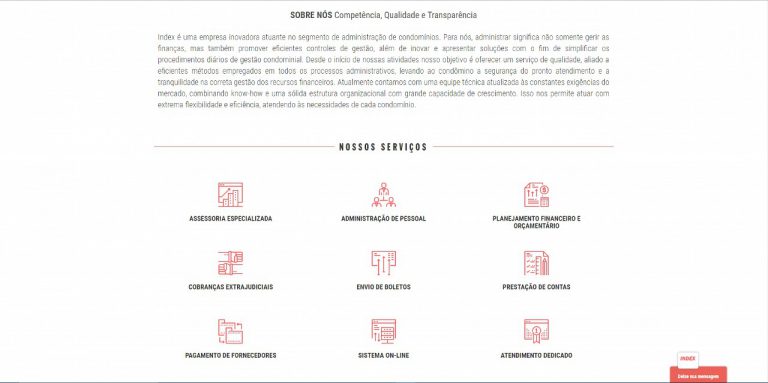 SOBRE NÓS Competência, Qualidade e Transparência
Index é uma empresa inovadora atuante no segmento de administração de condomínios. Para nós, administrar significa não somente gerir as
finanças, mas também promover eficientes controles de gestão, além de inovar e apresentar soluções com o fim de simplificar os
procedimentos diários de gestão condominial. Desde o início de nossas atividades nosso objetivo é oferecer um serviço de qualidade, aliado a
eficientes métodos empregados em todos os processos administrativos, levando ao condômino a segurança do pronto atendimento e a
tranquilidade na correta gestão dos recursos financeiros. Atualmente contamos com uma equipe técnica atualizada às constantes exigências do
mercado, combinando know-how e uma sólida estrutura organizacional com grande capacidade de crescimento. Isso nos permite atuar com
extrema flexibilidade e eficiência, atendendo às necessidades de cada condomínio.
NOSSOS SERVIÇOS
ASSESSORIA ESPECIALIZADA
ADMINISTRAÇÃO DE PESSOAL
PLANEJAMENTO FINANCEIRO E
ORÇAMENTÁRIO
COBRANÇAS EXTRAJUDICIAIS
ENVIO DE BOLETOS
PRESTAÇÃO DE CONTAS
PAGAMENTO DE FORNECEDORES
SISTEMA ON-LINE
ATENDIMENTO DEDICADO
INDEX
Deixe sua mensagem